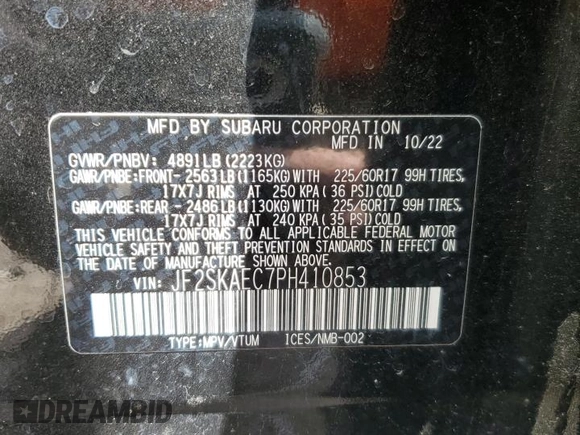 MFD BY SUBARU CORPORATION MFD IN 10/22
GVWR/PNBV: 4891LB(2223KG)
GAWR/PNBE:FRONT-2563LB(1165KG)WITH 225/60R17 99H TIRES,
17X7J RIMS AT 250 KPA(36 PSI)COLD
GAWR/PNBE:REAR -2486LB(1130KG)WITH 225/60R17 99H TIRES,
17X7J RIMS AT 240 KPA(35 PSI)COLD
THIS VEHICLE CONFORMS TO ALL APPLICABLE FEDERAL MOTOR
VEHICLE SAFETY AND THEFT PREVENTION STANDARDS IN EFFECT ON
THE DATE OF MANUFACTURE SHOWN ABOVE.
VIN: JF2SKAEC7PH410853
TYPE:MPV/VTUM ICES/NMB-002
DREAMBID